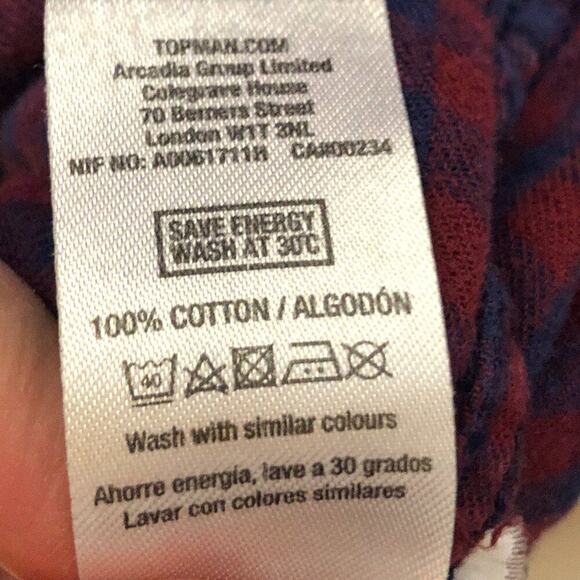 TOPMAN.COM
Arcadia Group Limited
Colegrave House
70 Berners Street
London W1T 3NL
NIF NO: A0061711H CA#00234
SAVE ENERGY
WASH AT 30°C
100% COTTON / ALGODÓN
40
Wash with similar colours
Ahorre energía, lave a 30 grados
Lavar con colores similares